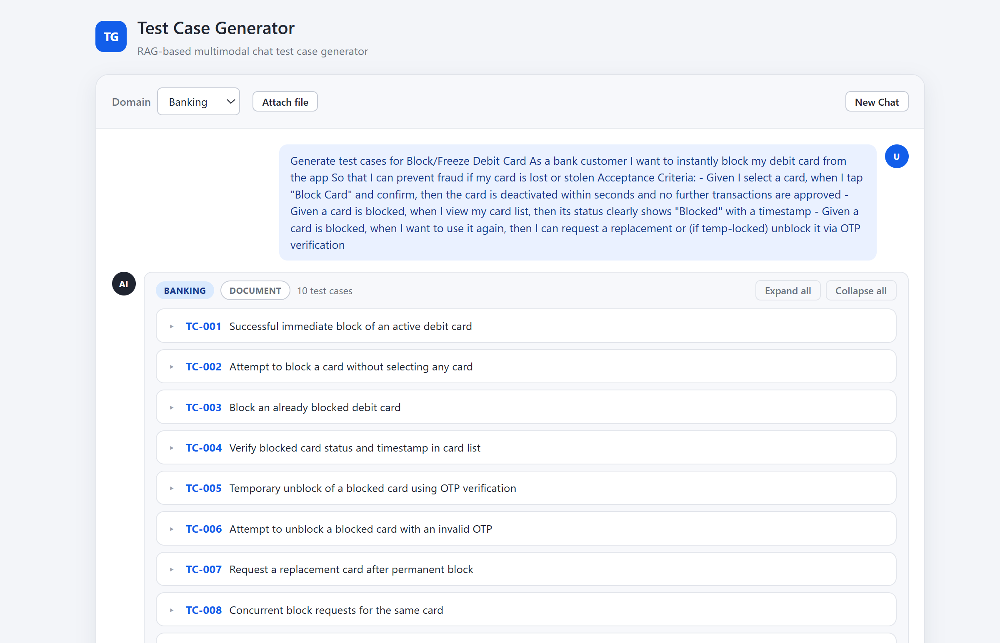 TG
Test Case Generator
RAG-based multimodal chat test case generator
Domain
Banking
Attach file
New Chat
Generate test cases for Block/Freeze Debit Card As a bank customer I want to instantly block my debit card from
the app So that I can prevent fraud if my card is lost or stolen Acceptance Criteria: - Given I select a card, when I tap
"Block Card" and confirm, then the card is deactivated within seconds and no further transactions are approved -
Given a card is blocked, when I view my card list, then its status clearly shows "Blocked" with a timestamp - Given a
card is blocked, when I want to use it again, then I can request a replacement or (if temp-locked) unblock it via OTP
verification
U
AI
BANKING
DOCUMENT
10 test cases
Expand all
Collapse all
TC-001 Successful immediate block of an active debit card
TC-002 Attempt to block a card without selecting any card
TC-003 Block an already blocked debit card
TC-004 Verify blocked card status and timestamp in card list
TC-005 Temporary unblock of a blocked card using OTP verification
TC-006 Attempt to unblock a blocked card with an invalid OTP
TC-007 Request a replacement card after permanent block
TC-008 Concurrent block requests for the same card